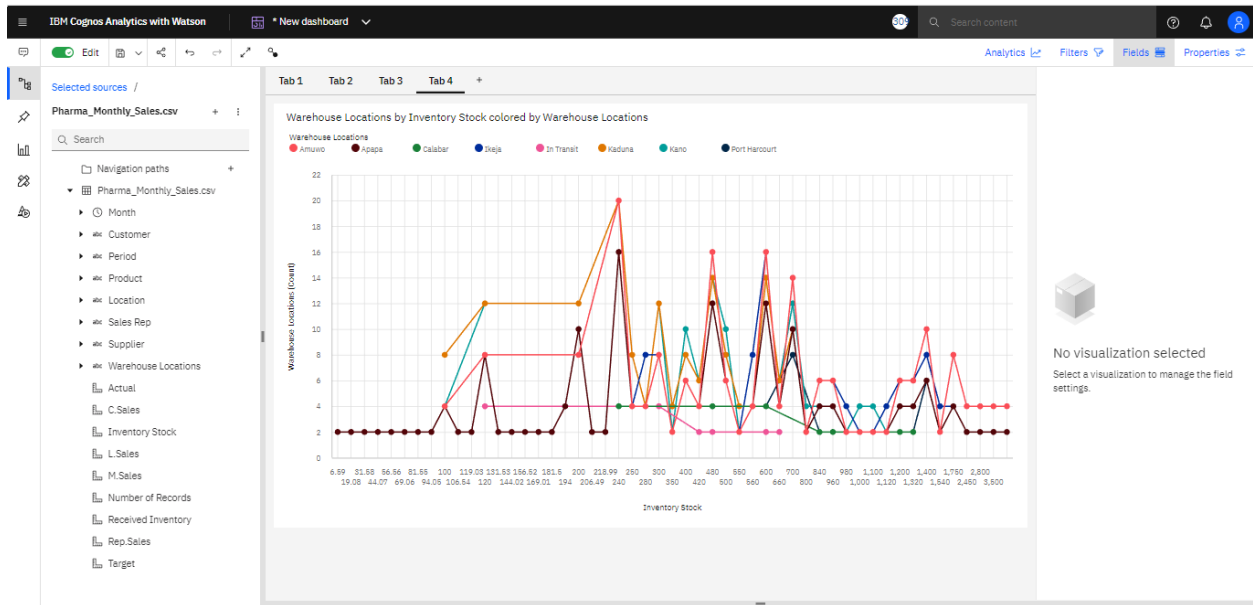 IBM Cognos Analytics with Watson
* New dashboard
Search content
Edit
Analytics
Filters
Fields
Properties
Selected sources /
Pharma_Monthly_Sales.csv
Search
Navigation paths
Pharma_Monthly_Sales.csv
Month
abc Customer
abc Period
abc Product
abc Location
abc Sales Rep
abc Supplier
abc Warehouse Locations
Actual
C.Sales
Inventory Stock
L.Sales
M.Sales
Number of Records
Received Inventory
Rep.Sales
Target
Tab 1 Tab 2 Tab 3 Tab 4 +
Warehouse Locations by Inventory Stock colored by Warehouse Locations
Warehouse Locations
Amuwo Apapa Calabar Ikeja In Transit Kaduna Kano Port Harcourt
Warehouse Locations (Count)
22
20
18
16
14
12
10
8
6
4
2
0
6.59 31.58 56.56 81.55 100 119.03 131.53 156.52 181.5 200 218.99 250 300 400 480 550 600 700 840 980 1,100 1,200 1,400 1,750 2,800
19.08 44.07 69.06 94.05 106.54 120 144.02 169.01 194 206.49 240 280 350 420 500 560 660 800 960 1,000 1,120 1,320 1,540 2,450 3,500
Inventory Stock
No visualization selected
Select a visualization to manage the field
settings.